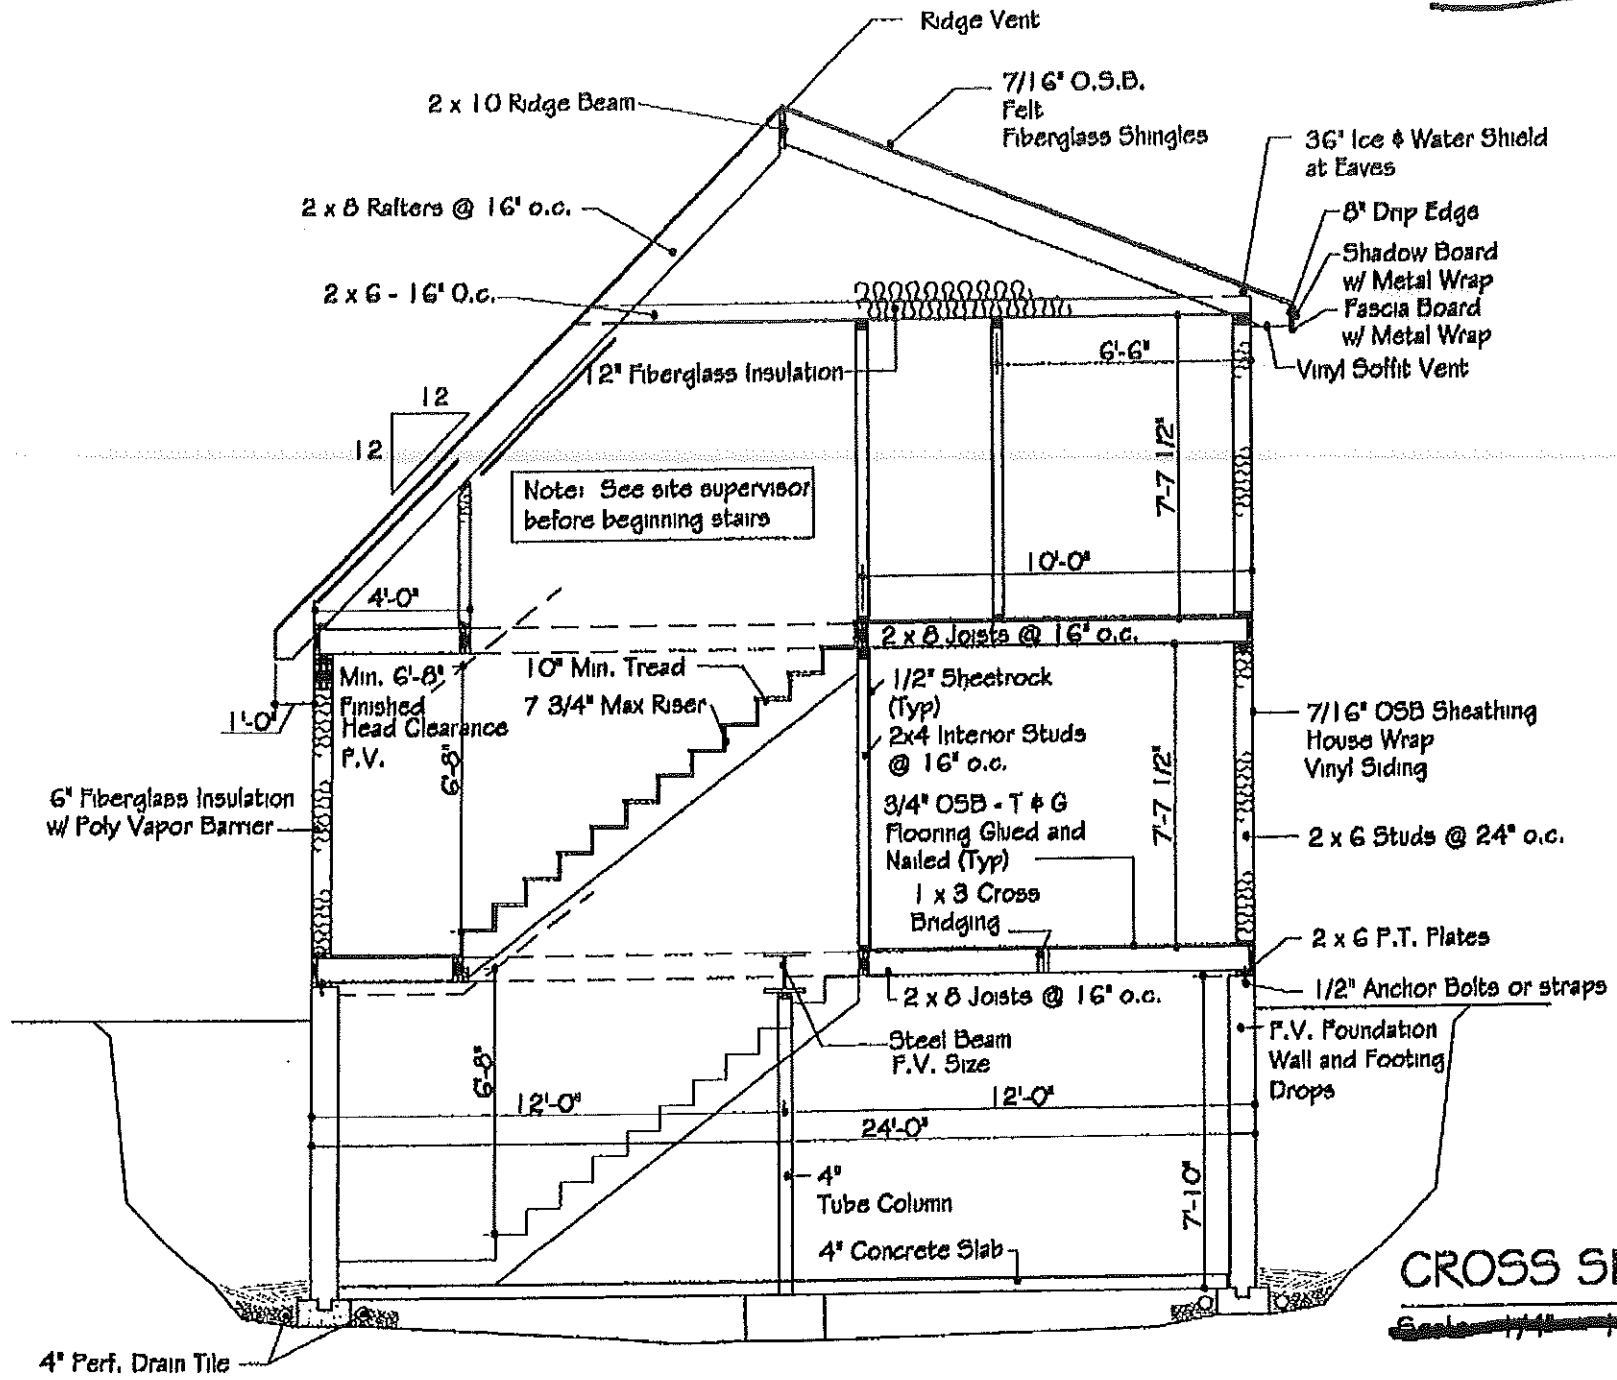 Ridge Vent
2 x 10 Ridge Beam
7/16" O.S.B.
Felt
Fiberglass Shingles
36" Ice & Water Shield
at Eaves
2 x 8 Rafters @ 16" o.c.
8" Drip Edge
Shadow Board
w/ Metal Wrap
2 x 6 - 16" O.c.
Fascia Board
w/ Metal Wrap
6'-6"
12" Fiberglass Insulation
Vinyl Soffit Vent
12
12
7'-7 1/2"
Note: See site supervisor
before beginning stairs
10'-0"
4'-0"
2 x 8 Joists @ 16" o.c.
Min. 6'-8"
Finished
Head Clearance
F.V.
10" Min. Tread
7 3/4" Max Riser
1/2" Sheetrock
(Typ)
2x4 Interior Studs
@ 16" o.c.
1'-0"
7/16" OSB Sheathing
House Wrap
Vinyl Siding
6'-8"
7'-7 1/2"
6" Fiberglass Insulation
w/ Poly Vapor Barrier
3/4" OSB - T & G
Flooring Glued and
Nailed (Typ)
2 x 6 Studs @ 24" o.c.
1 x 3 Cross
Bridging
2 x 6 P.T. Plates
2 x 8 Joists @ 16" o.c.
1/2" Anchor Bolts or straps
Steel Beam
F.V. Size
F.V. Foundation
Wall and Footing
Drops
6'-8"
12'-0"
12'-0"
24'-0"
4"
Tube Column
7'-10"
4" Concrete Slab
CROSS
4" Perf. Drain Tile